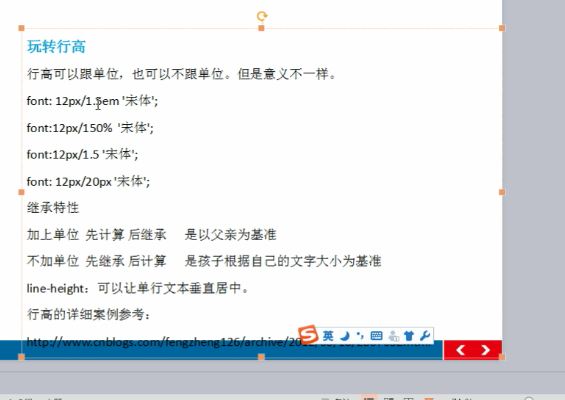 玩转行高
行高可以跟单位，也可以不跟单位。但是意义不一样。
font: 12px/1.5em '宋体';
font:12px/150% '宋体';
font:12px/1.5 '宋体';
font: 12px/20px '宋体';
继承特性
加上单位 先计算 后继承 是以父亲为基准
不加单位 先继承 后计算 是孩子根据自己的文字大小为基准
line-height：可以让单行文本垂直居中。
行高的详细案例参考：
英
http://www.cnblogs.com/fengzheng126/archive/